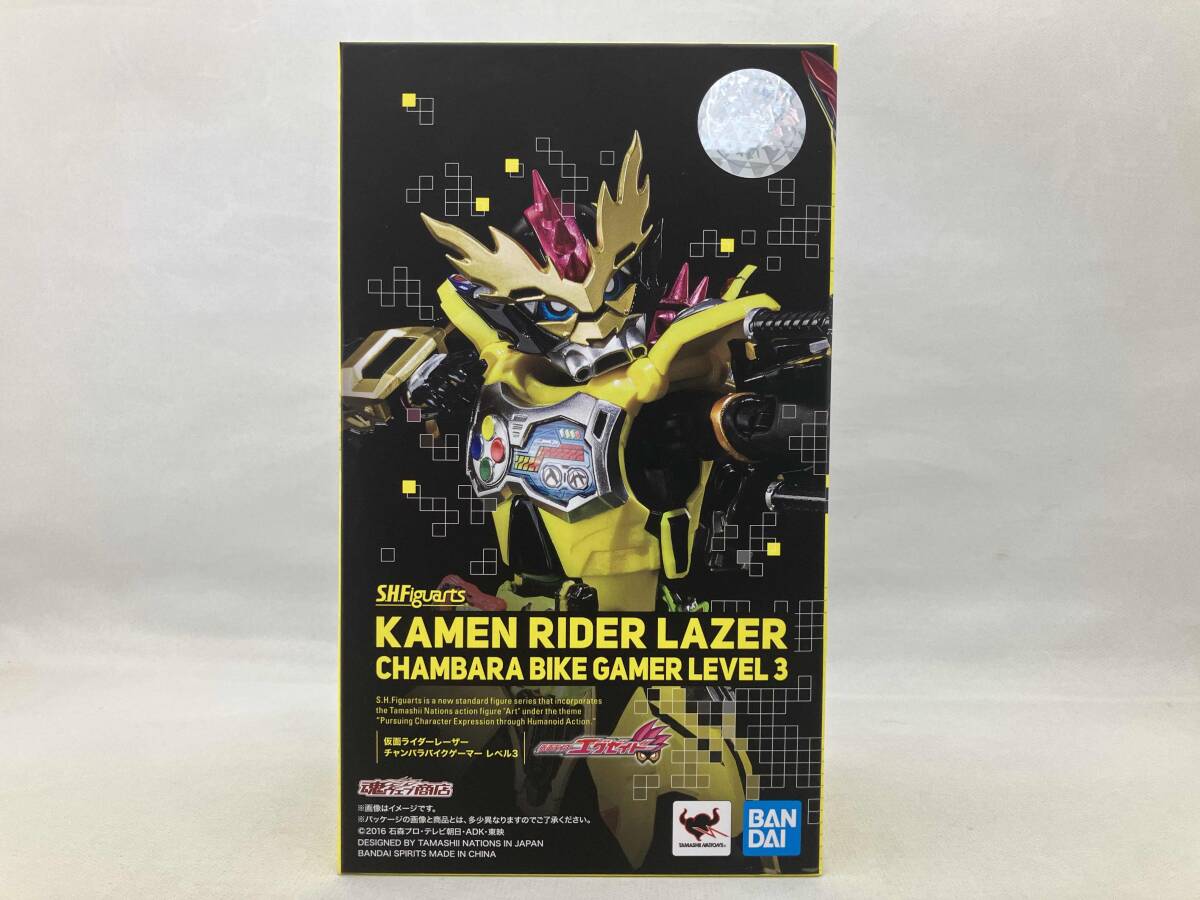 S.H.Figuarts
KAMEN RIDER LAZER
CHAMBARA BIKE GAMER LEVEL 3
S.H.Figuarts is a new standard figure series that incorporates
the Tamashii Nations action figure "Art" under the theme
"Pursuing Character Expression through Humanoid Action."
仮面ライダーレーザー
チャンバラバイクゲーマー レベル3
仮面ライダーエグゼイド
魂ウェブ商店
※画像はイメージです。
※パッケージの画像と商品とは、多少異なりますのでご了承ください。
©2016 石森プロ・テレビ朝日・ADK・東映
DESIGNED BY TAMASHII NATIONS IN JAPAN
BANDAI SPIRITS MADE IN CHINA
TAMASHII NATIONS
BAN
DAI